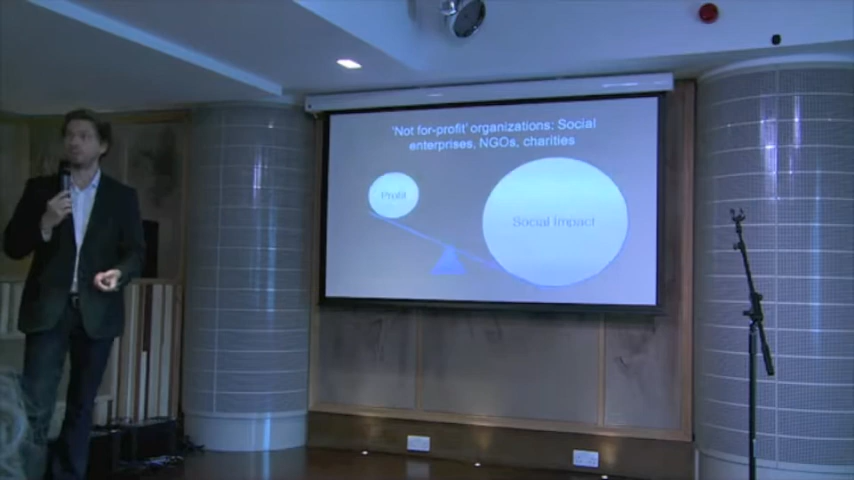 'Not for-profit' organizations: Social
enterprises, NGOs, charities
Profit
Social Impact